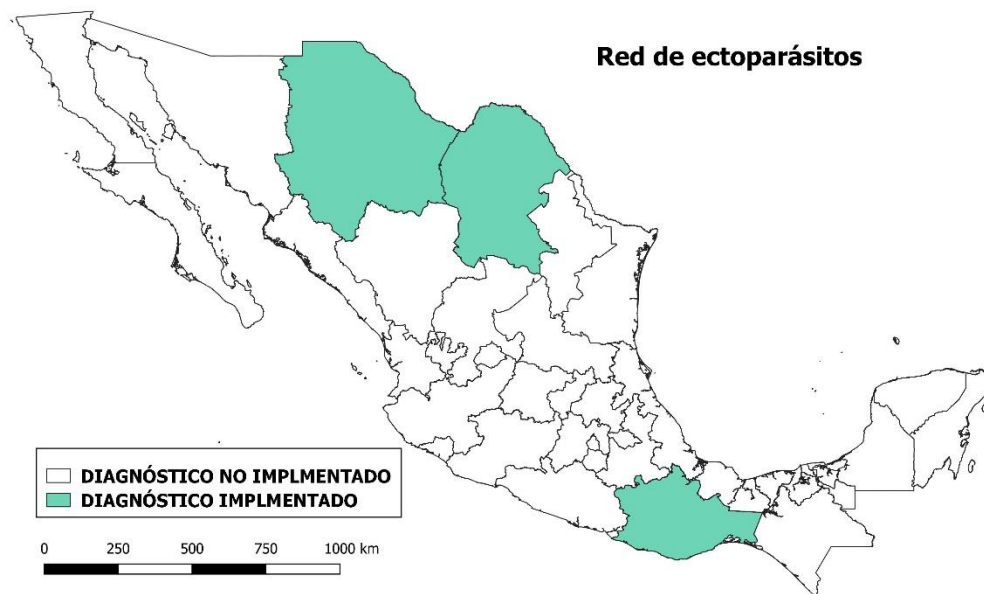 Red de ectoparásitos
DIAGNÓSTICO NO IMPLMENTADO
DIAGNÓSTICO IMPLMENTADO
0 250 500 750 1000 km